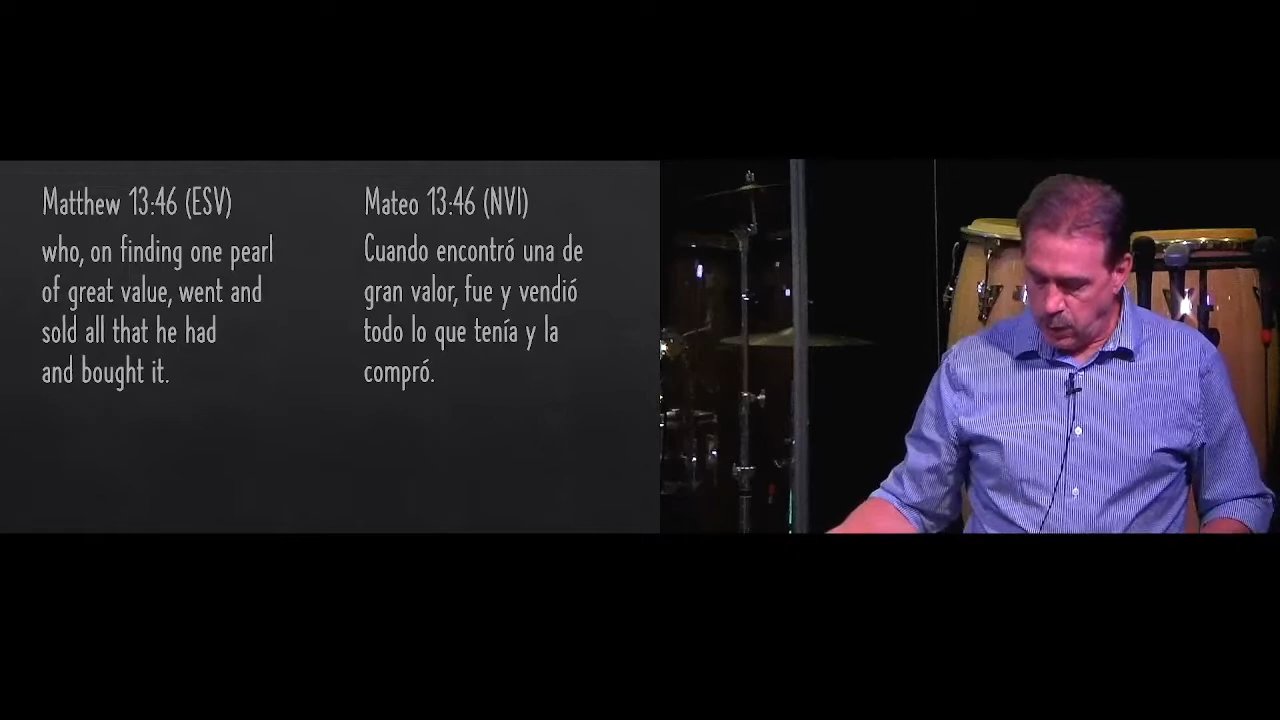 Matthew 13:46 (ESV)
who, on finding one pearl
of great value, went and
sold all that he had
and bought it.
Mateo 13:46 (NVI)
Cuando encontró una de
gran valor, fue y vendió
todo lo que tenía y la
compró.